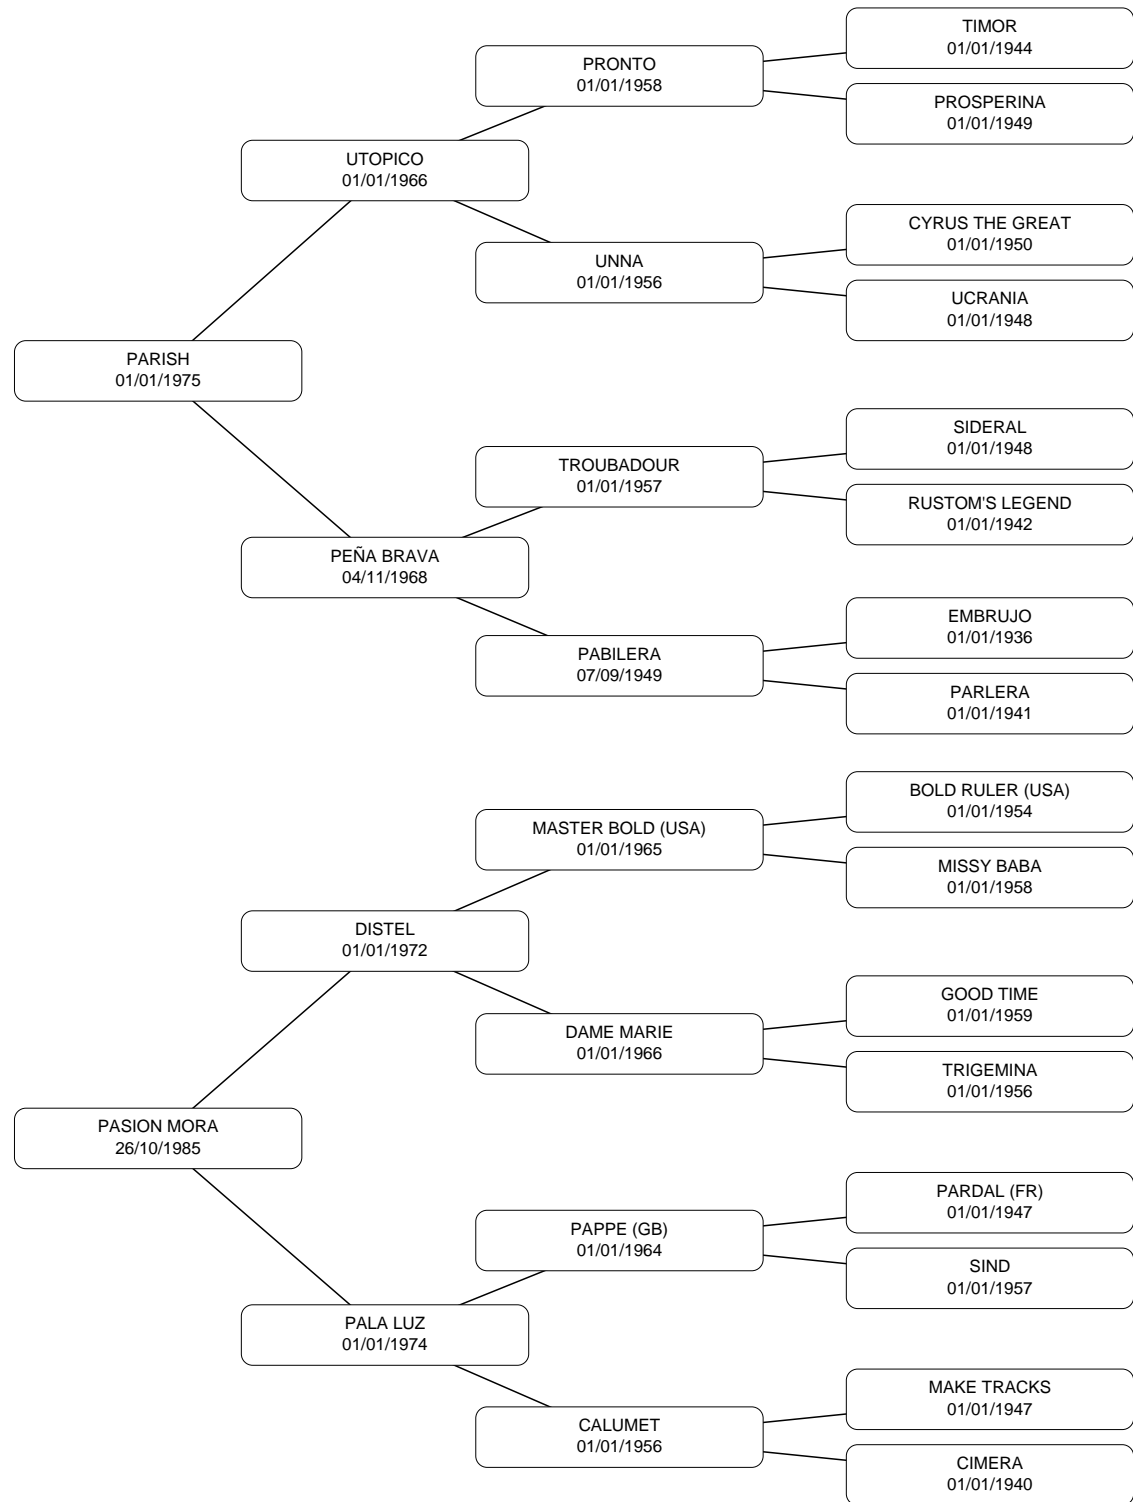 TIMOR
01/01/1944
PRONTO
01/01/1958
PROSPERINA
01/01/1949
UTOPICO
01/01/1966
CYRUS THE GREAT
01/01/1950
UNNA
01/01/1956
UCRANIA
01/01/1948
PARISH
01/01/1975
SIDERAL
01/01/1948
TROUBADOUR
01/01/1957
RUSTOM'S LEGEND
01/01/1942
PEÑA BRAVA
04/11/1968
EMBRUJO
01/01/1936
PABILERA
07/09/1949
PARLERA
01/01/1941
BOLD RULER (USA)
01/01/1954
MASTER BOLD (USA)
01/01/1965
MISSY BABA
01/01/1958
DISTEL
01/01/1972
GOOD TIME
01/01/1959
DAME MARIE
01/01/1966
TRIGEMINA
01/01/1956
PASION MORA
26/10/1985
PARDAL (FR)
01/01/1947
PAPPE (GB)
01/01/1964
SIND
01/01/1957
PALA LUZ
01/01/1974
MAKE TRACKS
01/01/1947
CALUMET
01/01/1956
CIMERA
01/01/1940